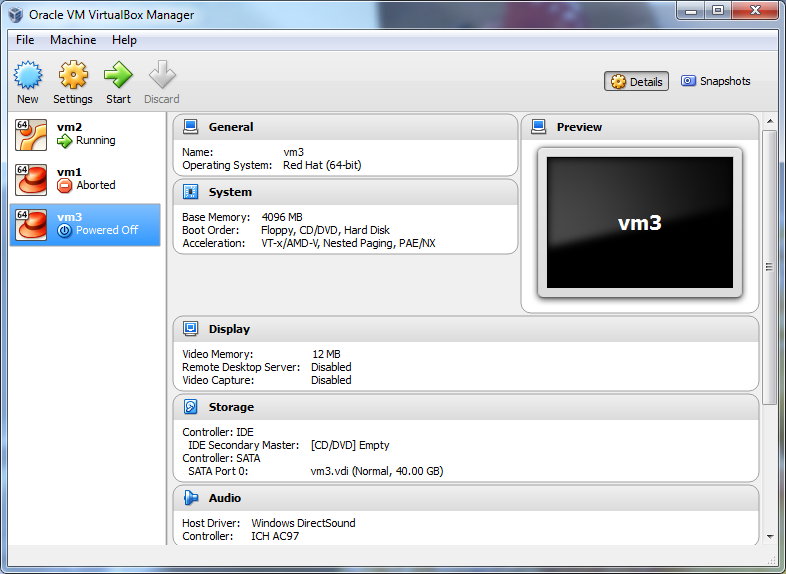 Oracle VM VirtualBox Manager
File Machine Help
New Settings Start Discard
Details Snapshots
64 vm2
Running
64 vm1
Aborted
64 vm3
Powered Off
General
Name: vm3
Operating System: Red Hat (64-bit)
System
Base Memory: 4096 MB
Boot Order: Floppy, CD/DVD, Hard Disk
Acceleration: VT-x/AMD-V, Nested Paging, PAE/NX
Preview
vm3
Display
Video Memory: 12 MB
Remote Desktop Server: Disabled
Video Capture: Disabled
Storage
Controller: IDE
IDE Secondary Master: [CD/DVD] Empty
Controller: SATA
SATA Port 0: vm3.vdi (Normal, 40.00 GB)
Audio
Host Driver: Windows DirectSound
Controller: ICH AC97